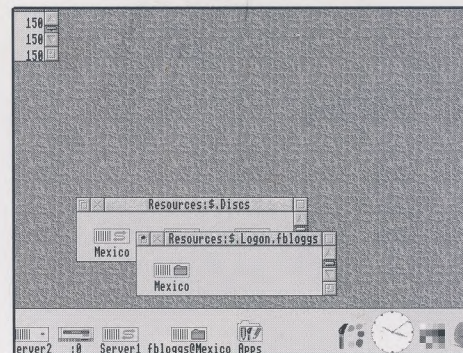 150
150
150
Resources:$.Discs
Mexico
Resources:$.Logon.fbloggs
Mexico
erver2 :0 Server1 fbloggs@Mexico Apps